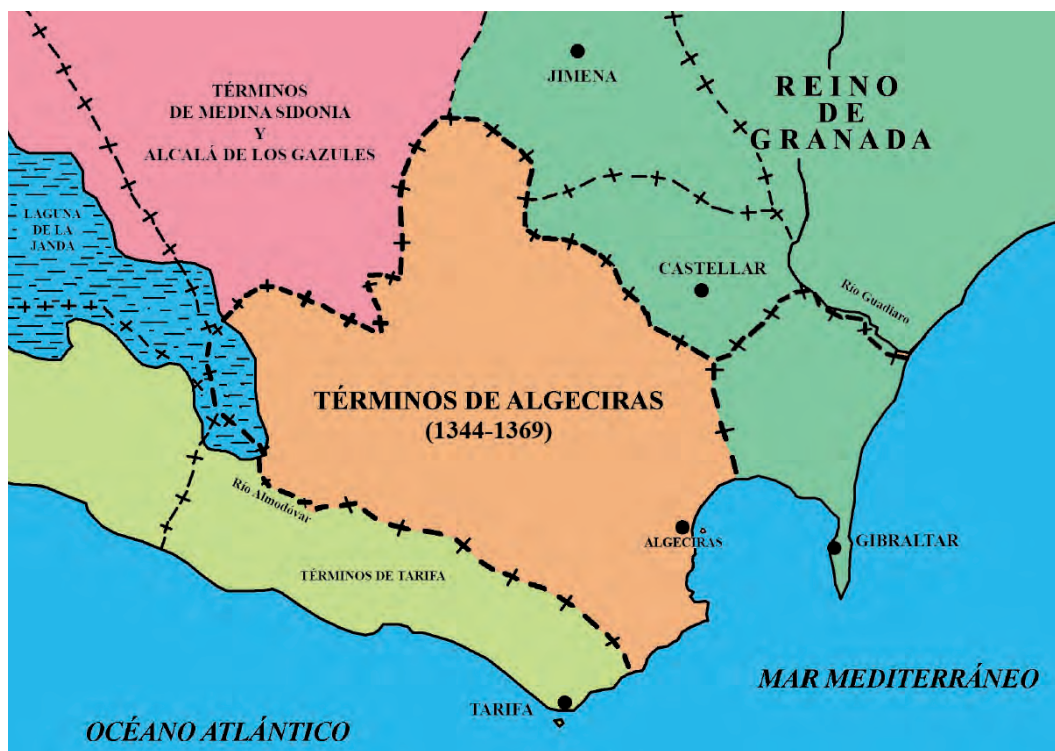 JIMENA
REINO
DE
GRANADA
TÉRMINOS
DE MEDINA SIDONIA
Y
ALCALÁ DE LOS GAZULES
LAGUNA
DE LA
JANDA
CASTELLAR
Río Guadiaro
TÉRMINOS DE ALGECIRAS
(1344-1369)
Río Almodóvar
ALGECIRAS
GIBRALTAR
TÉRMINOS DE TARIFA
MAR MEDITERRÁNEO
TARIFA
OCÉANO ATLÁNTICO